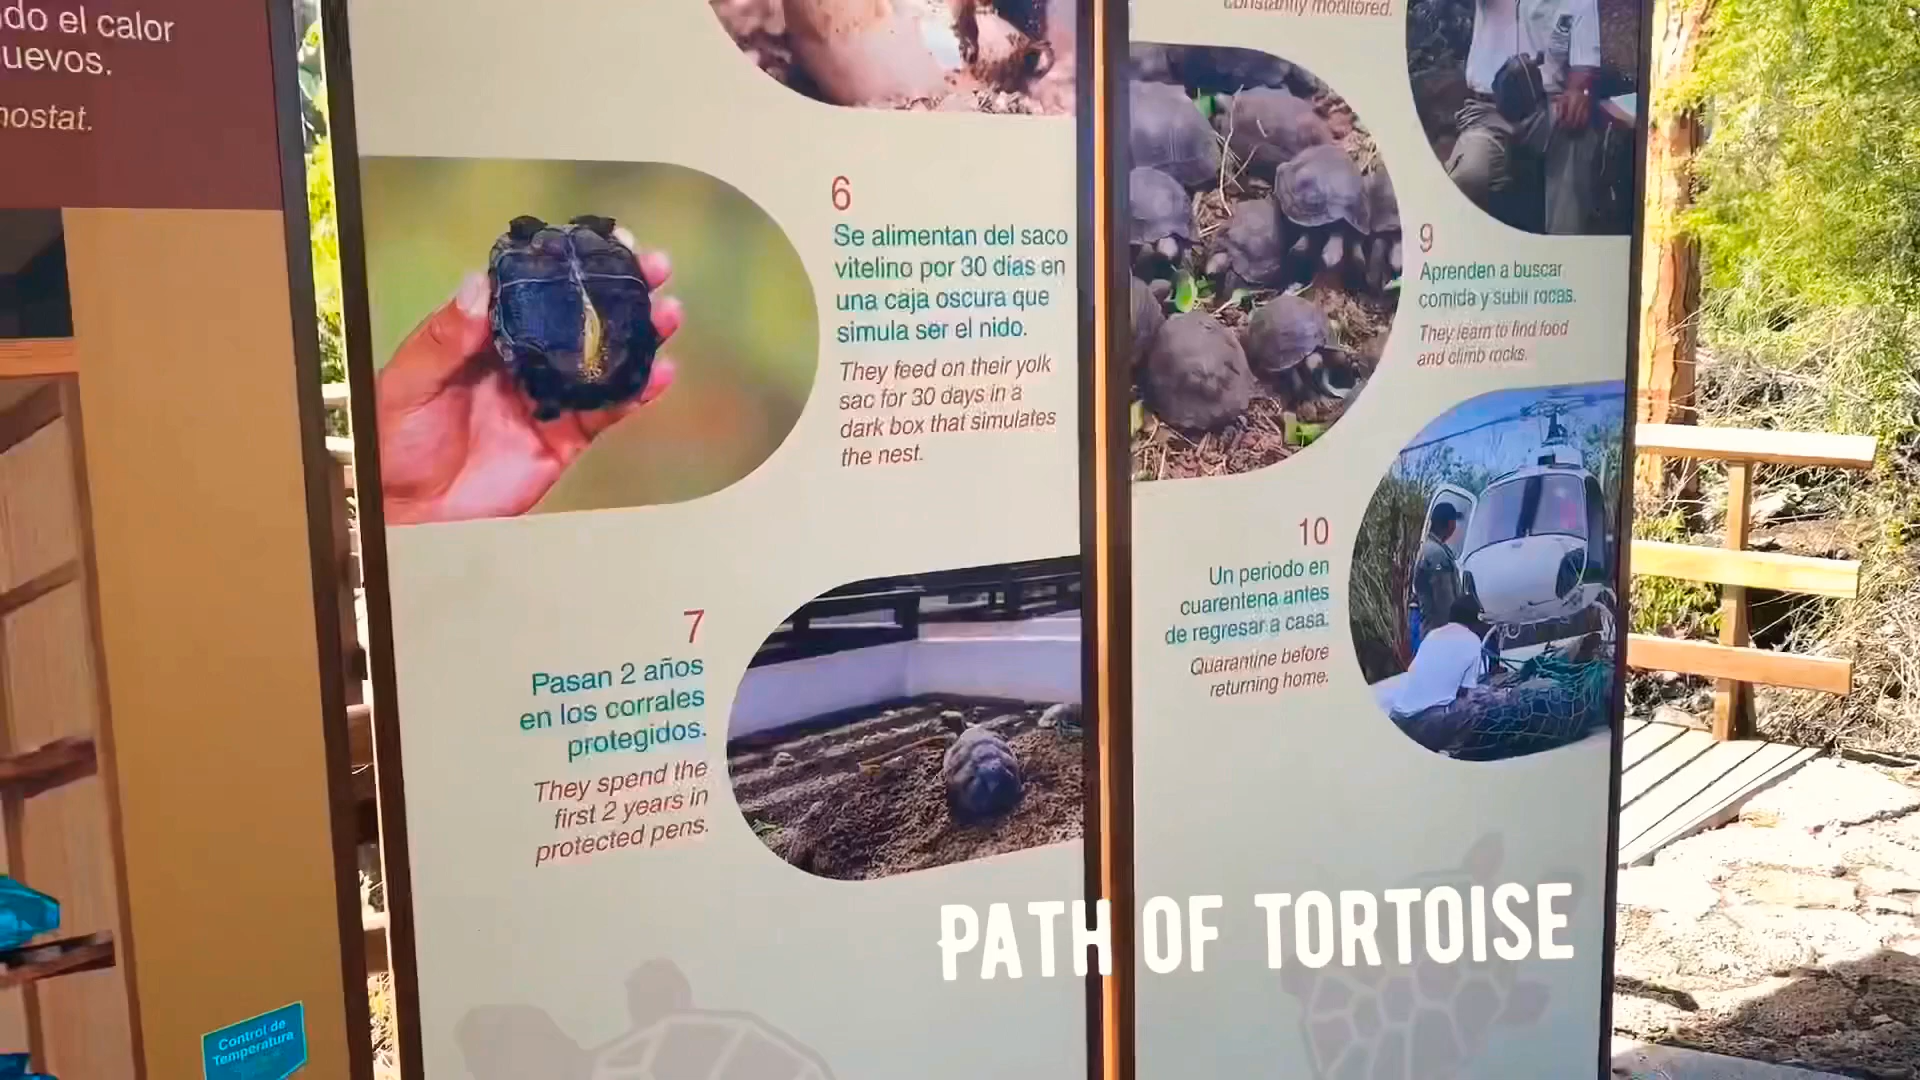 do el calor
uevos.
nostat.
6
Se alimentan del saco
vitelino por 30 días en
una caja oscura que
simula ser el nido.
They feed on their yolk
sac for 30 days in a
dark box that simulates
the nest.
7
Pasan 2 años
en los corrales
protegidos.
They spend the
first 2 years in
protected pens.
constantly monitored.
9
Aprenden a buscar
comida y subir rocas.
They learn to find food
and climb rocks.
10
Un periodo en
cuarentena antes
de regresar a casa.
Quarantine before
returning home.
PATH OF TORTOISE
Control de
Temperatura